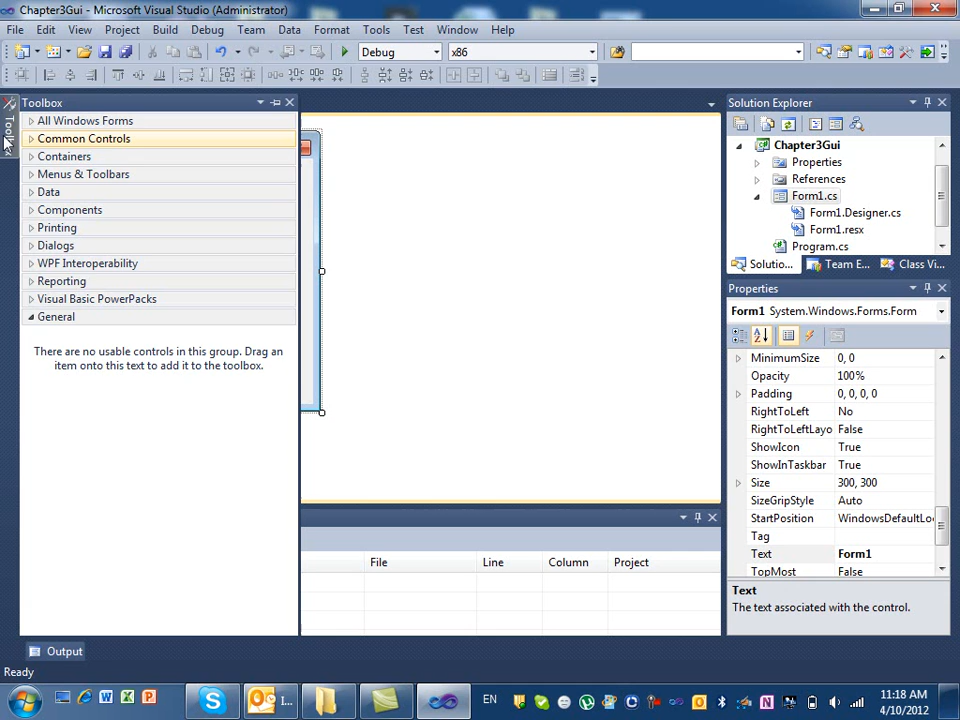 Chapter3Gui - Microsoft Visual Studio (Administrator)
File Edit View Project Build Debug Team Data Format Tools Test Window Help
Debug x86
Toolbox
Toolbox
All Windows Forms
Common Controls
Containers
Menus & Toolbars
Data
Components
Printing
Dialogs
WPF Interoperability
Reporting
Visual Basic PowerPacks
General
There are no usable controls in this group. Drag an
item onto this text to add it to the toolbox.
File Line Column Project
Solution Explorer
Chapter3Gui
Properties
References
Form1.cs
Form1.Designer.cs
Form1.resx
Program.cs
Solutio... Team E... Class Vi...
Properties
Form1 System.Windows.Forms.Form
MinimumSize 0, 0
Opacity 100%
Padding 0, 0, 0, 0
RightToLeft No
RightToLeftLayo False
ShowIcon True
ShowInTaskbar True
Size 300, 300
SizeGripStyle Auto
StartPosition WindowsDefaultLo
Tag
Text Form1
TopMost False
Text
The text associated with the control.
Output
Ready
I... EN 11:18 AM
4/10/2012